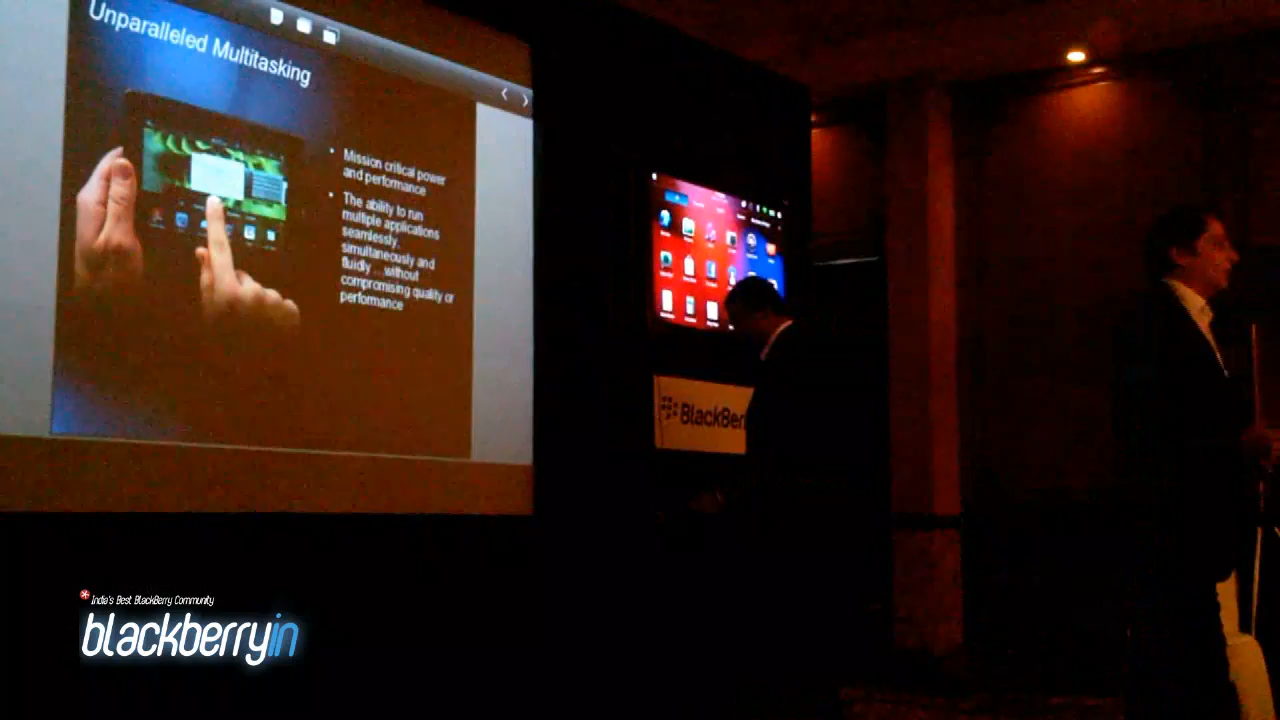 Unparalleled Multitasking
• Mission critical power
and performance
• The ability to run
multiple applications
seamlessly,
simultaneously and
fluidly ...without
compromising quality or
performance
BlackBer
India's Best BlackBerry Community
blackberryin